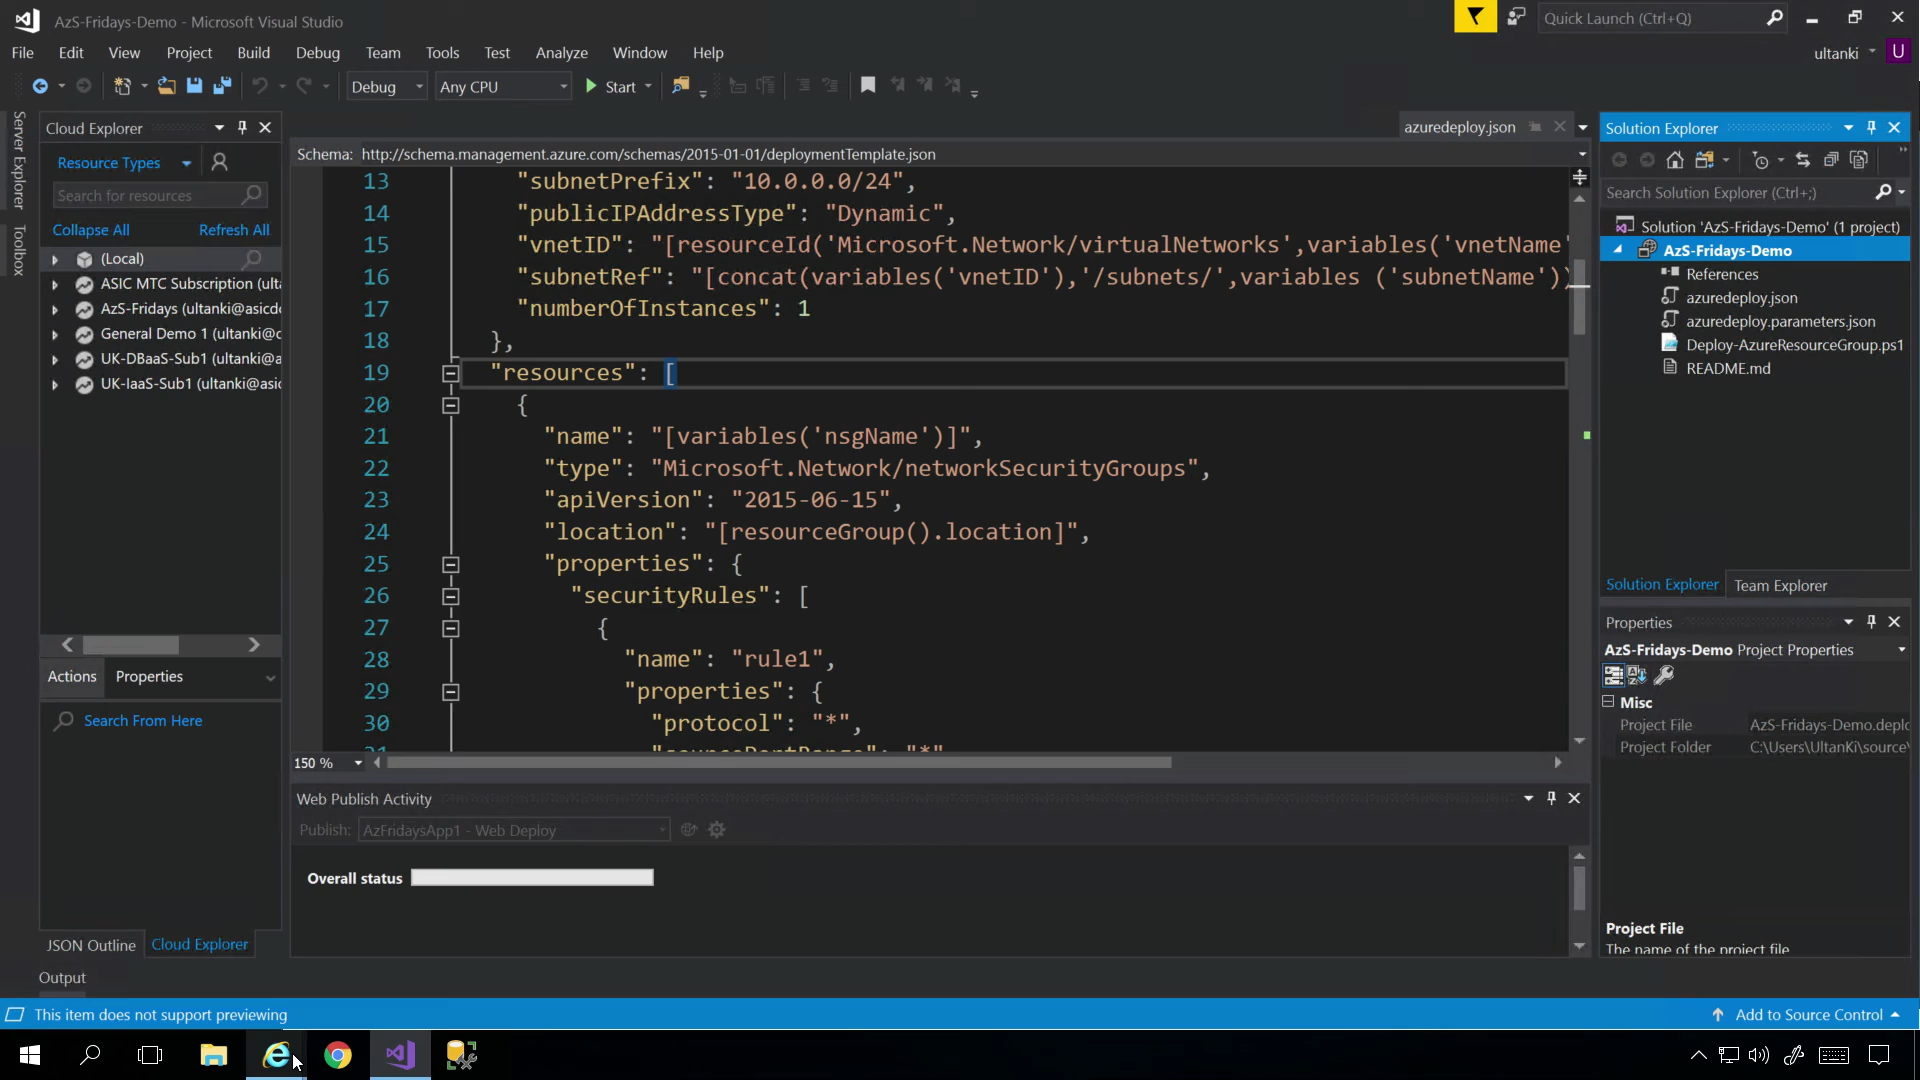 AzS-Fridays-Demo - Microsoft Visual Studio
Quick Launch (Ctrl+Q)
File Edit View Project Build Debug Team Tools Test Analyze Window Help
ultanki
U
Debug
Any CPU
Start
Server Explorer
Toolbox
Cloud Explorer
Resource Types
Search for resources
Collapse All
Refresh All
(Local)
ASIC MTC Subscription (ulta
AzS-Fridays (ultanki@asicdo
General Demo 1 (ultanki@c
UK-DBaaS-Sub1 (ultanki@a
UK-IaaS-Sub1 (ultanki@asic
Actions
Properties
Search From Here
JSON Outline
Cloud Explorer
Output
azuredeploy.json
Schema: http://schema.management.azure.com/schemas/2015-01-01/deploymentTemplate.json
13 "subnetPrefix": "10.0.0.0/24",
14 "publicIPAddressType": "Dynamic",
15 "vnetID": "[resourceId('Microsoft.Network/virtualNetworks',variables('vnetName'
16 "subnetRef": "[concat(variables('vnetID'),'/subnets/',variables ('subnetName'))
17 "numberOfInstances": 1
18 },
19 "resources": [
20 {
21 "name": "[variables('nsgName')]",
22 "type": "Microsoft.Network/networkSecurityGroups",
23 "apiVersion": "2015-06-15",
24 "location": "[resourceGroup().location]",
25 "properties": {
26 "securityRules": [
27 {
28 "name": "rule1",
29 "properties": {
30 "protocol": "*",
31 "sourcePortRange": "*"
150 %
Web Publish Activity
Publish: AzFridaysApp1 - Web Deploy
Overall status
Solution Explorer
Search Solution Explorer (Ctrl+;)
Solution 'AzS-Fridays-Demo' (1 project)
AzS-Fridays-Demo
References
azuredeploy.json
azuredeploy.parameters.json
Deploy-AzureResourceGroup.ps1
README.md
Solution Explorer
Team Explorer
Properties
AzS-Fridays-Demo Project Properties
Misc
Project File AzS-Fridays-Demo.deplo
Project Folder C:\Users\UltanKi\source\
Project File
The name of the project file
This item does not support previewing
Add to Source Control